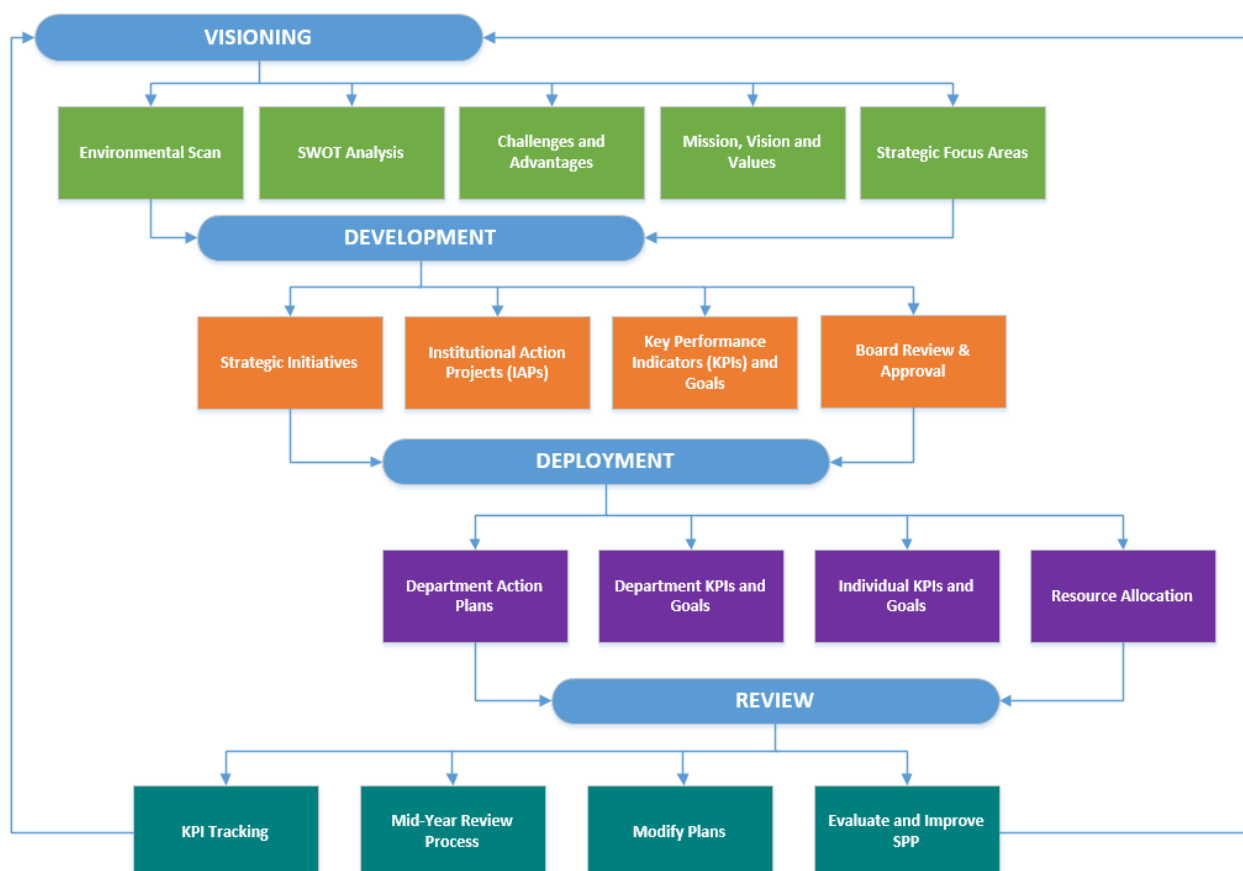 VISIONING
Environmental Scan
SWOT Analysis
Challenges and
Advantages
Mission, Vision and
Values
Strategic Focus Areas
DEVELOPMENT
Strategic Initiatives
Institutional Action
Projects (IAPs)
Key Performance
Indicators (KPIs) and
Goals
Board Review &
Approval
DEPLOYMENT
Department Action
Plans
Department KPIs and
Goals
Individual KPIs and
Goals
Resource Allocation
REVIEW
KPI Tracking
Mid-Year Review
Process
Modify Plans
Evaluate and Improve
SPP